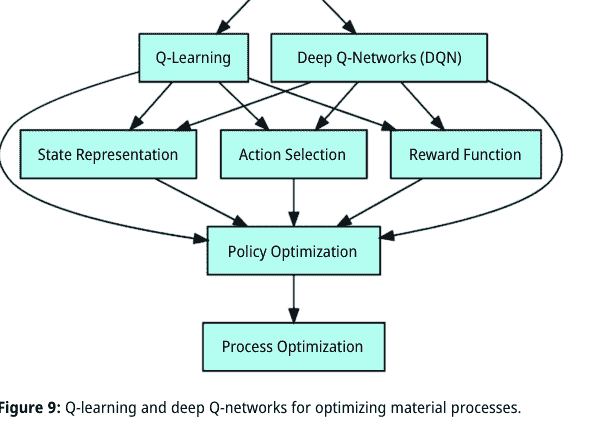 Q-Learning
Deep Q-Networks (DQN)
State Representation
Action Selection
Reward Function
Policy Optimization
Process Optimization
Figure 9: Q-learning and deep Q-networks for optimizing material processes.